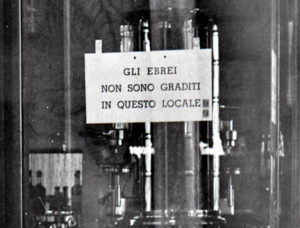 GLI EBREI
NON SONO GRADITI
IN QUESTO LOCALE